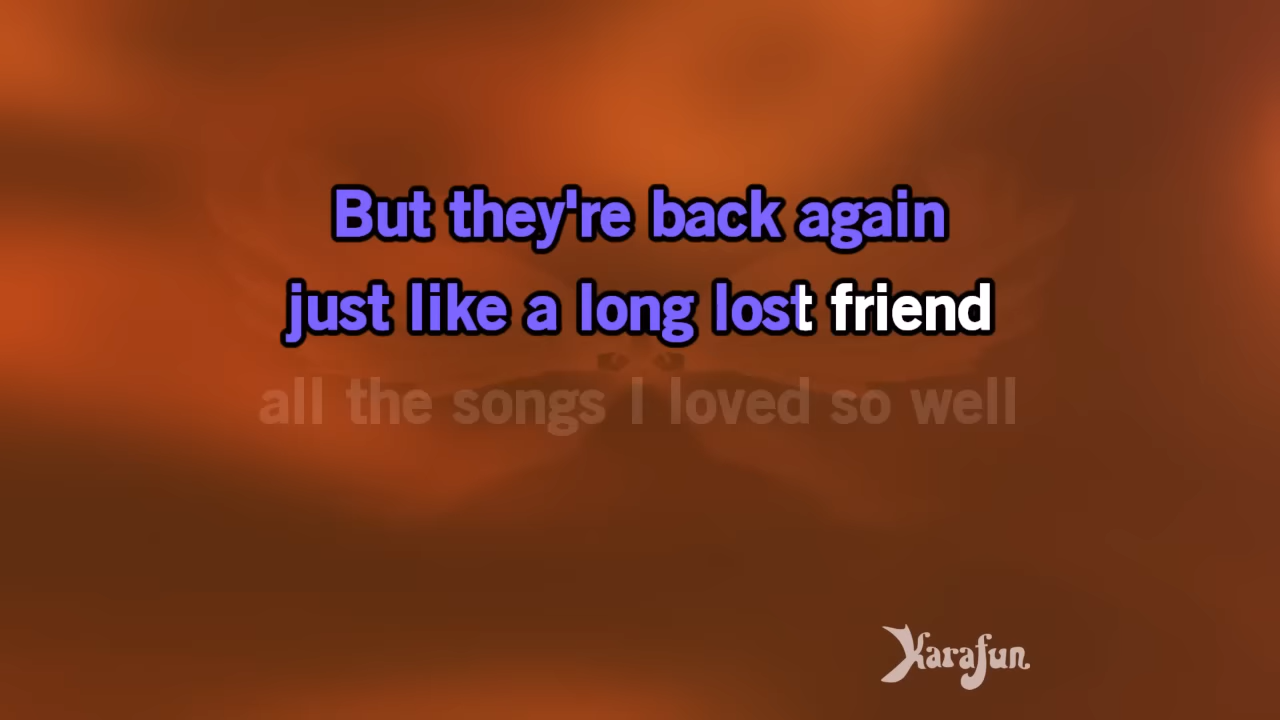 But they're back again
just like a long lost friend
all the songs I loved so well
Karafun